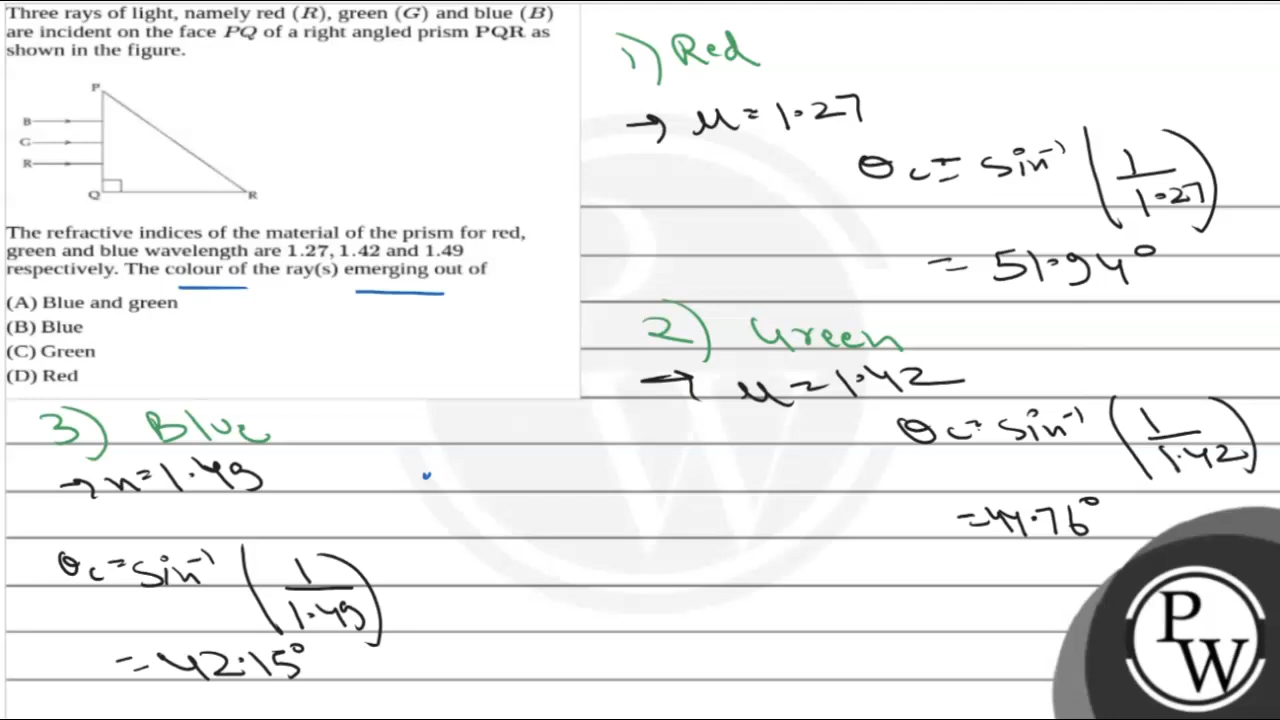 Three rays of light, namely red (R), green (G) and blue (B)
are incident on the face PQ of a right angled prism PQR as
shown in the figure.
P
B
G
R
Q
R
The refractive indices of the material of the prism for red,
green and blue wavelength are 1.27, 1.42 and 1.49
respectively. The colour of the ray(s) emerging out of
(A) Blue and green
(B) Blue
(C) Green
(D) Red
1) Red
→ μ = 1.27
θc = sin⁻¹ (1/1.27)
= 51.94°
2) Green
→ μ = 1.42
θc = sin⁻¹ (1/1.42)
= 44.76°
3) Blue
→ n = 1.49
θc = sin⁻¹ (1/1.49)
= 42.15°
P
W